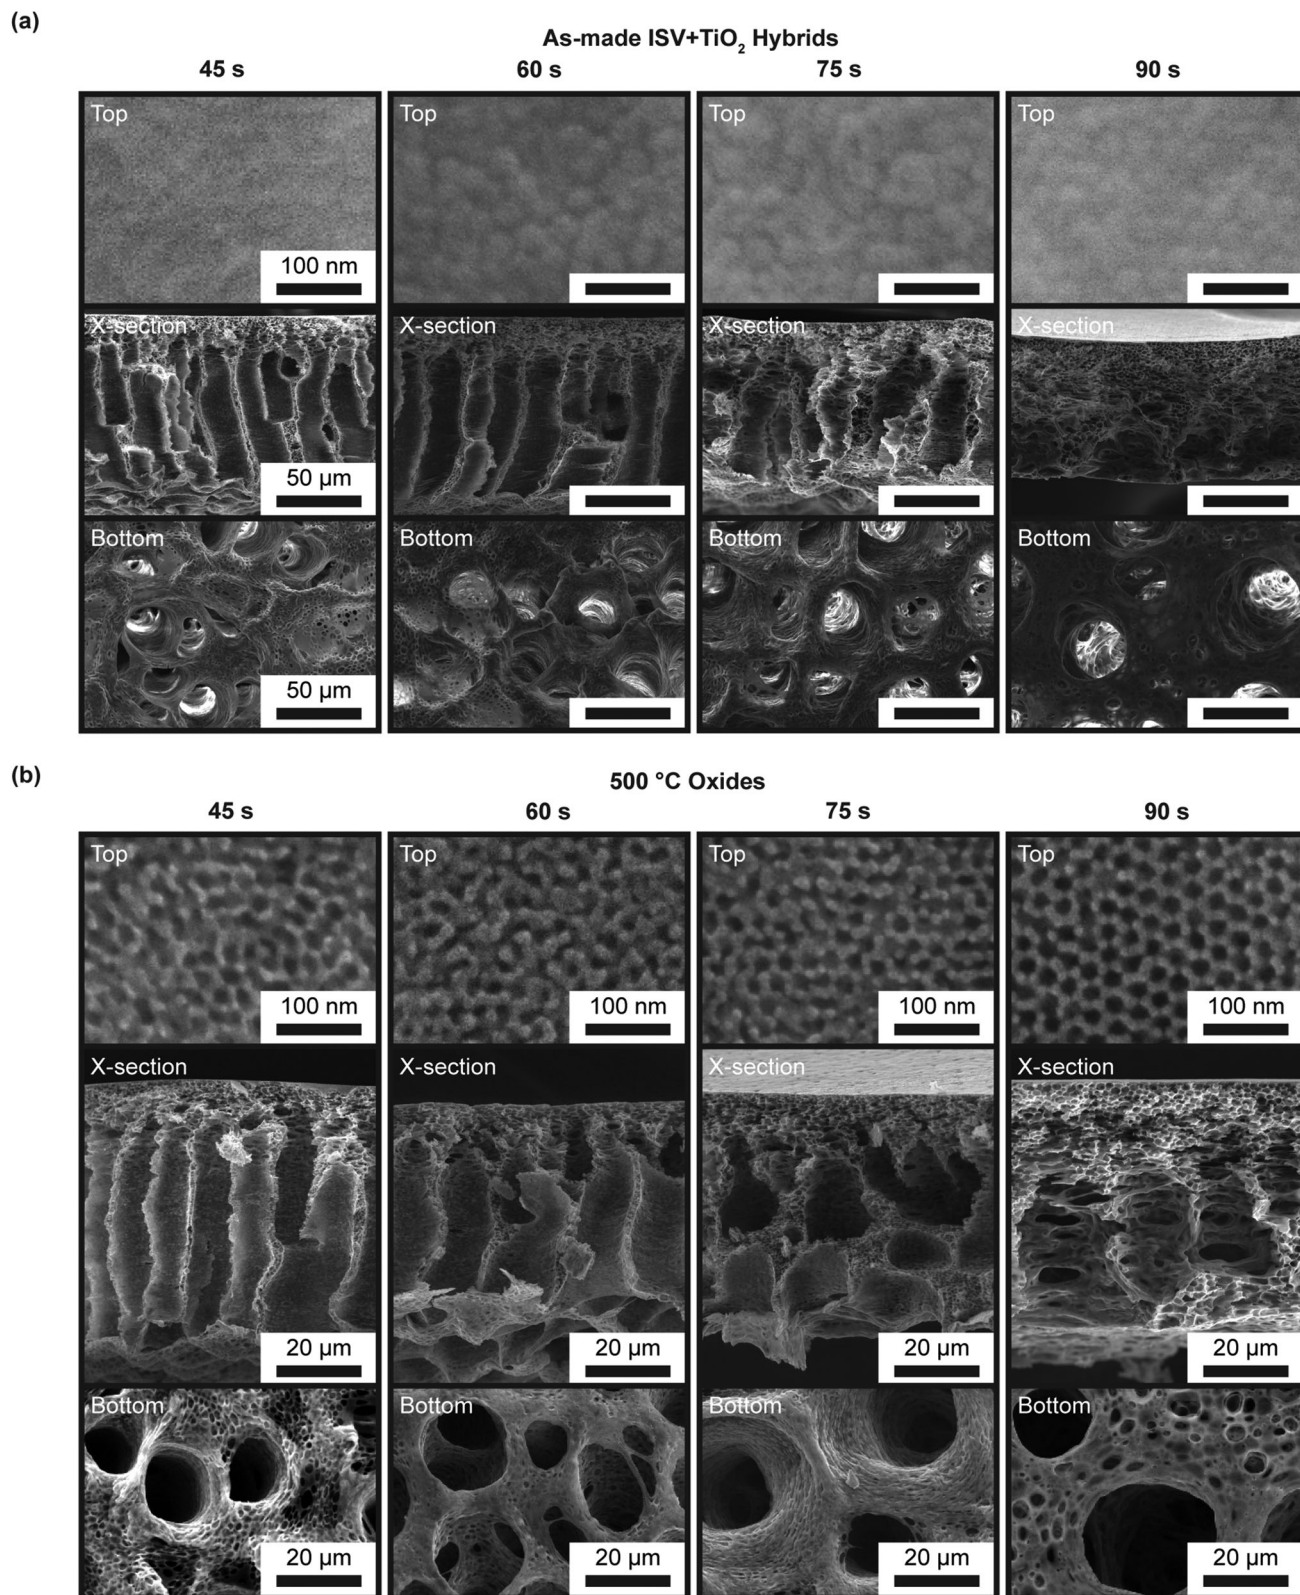 (a)
As-made ISV+TiO₂ Hybrids
45 s 60 s 75 s 90 s
Top Top Top Top
100 nm
X-section X-section X-section X-section
50 µm
Bottom Bottom Bottom Bottom
50 µm
(b)
500 °C Oxides
45 s 60 s 75 s 90 s
Top Top Top Top
100 nm 100 nm 100 nm 100 nm
X-section X-section X-section X-section
20 µm 20 µm 20 µm 20 µm
Bottom Bottom Bottom Bottom
20 µm 20 µm 20 µm 20 µm